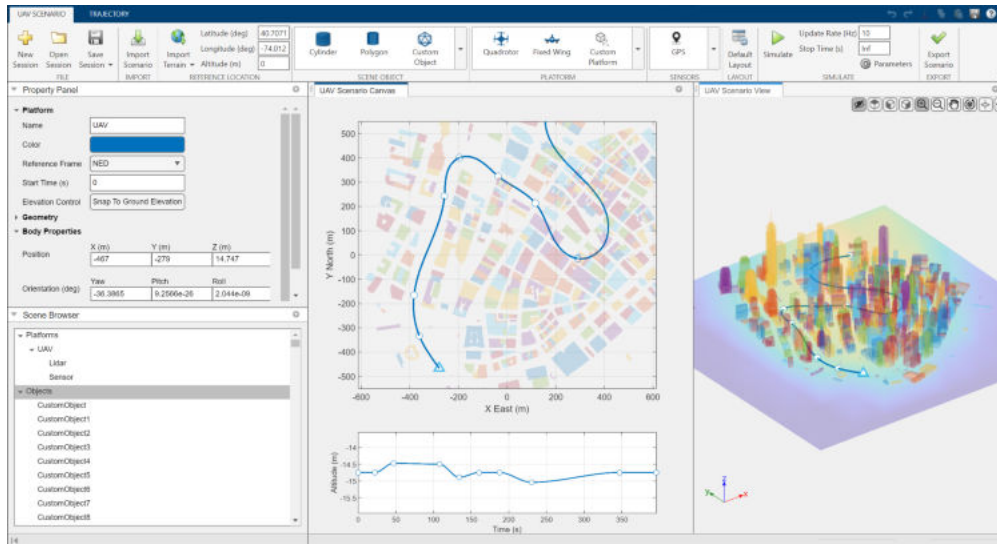 UAV SCENARIO TRAJECTORY
New Session
Open Session
Save Session
FILE
Import Scenario
IMPORT
Import Terrain
Latitude (deg) 40.7071
Longitude (deg) -74.012
Altitude (m) 0
REFERENCE LOCATION
Cylinder
Polygon
Custom Object
SCENE OBJECT
Quadrotor
Fixed Wing
Custom Platform
PLATFORM
GPS
SENSORS
Default Layout
LAYOUT
Simulate
Update Rate (Hz) 10
Stop Time (s) Inf
Parameters
SIMULATE
Export Scenario
EXPORT
Property Panel
Platform
Name UAV
Color
Reference Frame NED
Start Time (s) 0
Elevation Control Snap To Ground Elevation
Geometry
Body Properties
X (m) Y (m) Z (m)
Position -467 -279 14.747
Yaw Pitch Roll
Orientation (deg) -36.3865 9.2566e-26 2.044e-09
Scene Browser
Platforms
UAV
Lidar
Sensor
Objects
CustomObject
CustomObject1
CustomObject2
CustomObject3
CustomObject4
CustomObject5
CustomObject6
CustomObject7
CustomObject8
UAV Scenario Canvas
500
400
300
200
100
0
-100
-200
-300
-400
-500
Y North (m)
-600 -400 -200 0 200 400 600
X East (m)
-14
-14.5
-15
-15.5
Altitude (m)
0 50 100 150 200 250 300 350
Time (s)
UAV Scenario View
Z
Y
X